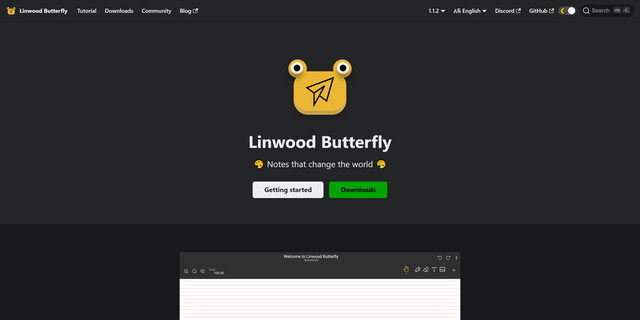 Linwood Butterfly Tutorial Downloads Community Blog 1.1.2 English Discord GitHub Search
Linwood Butterfly
Notes that change the world
Getting started Downloads
Welcome to Linwood Butterfly